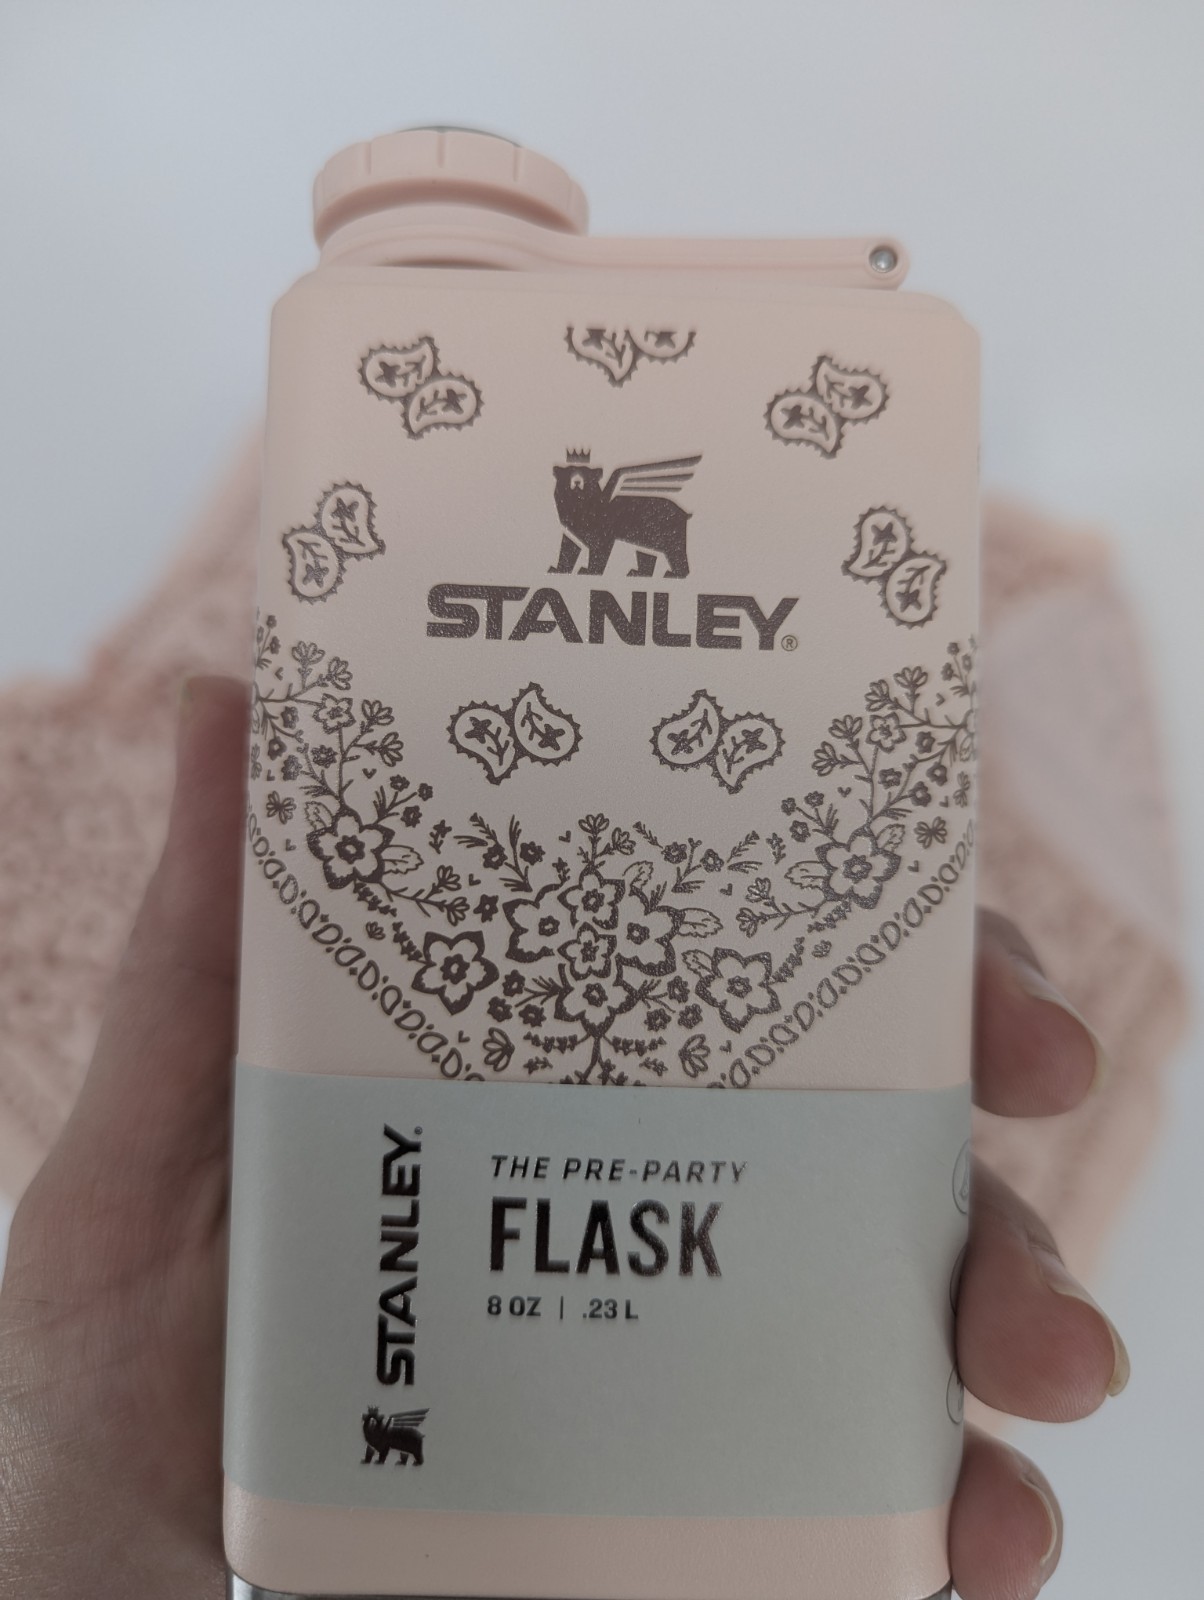 STANLEY®
STANLEY®
THE PRE-PARTY
FLASK
8 OZ | .23 L